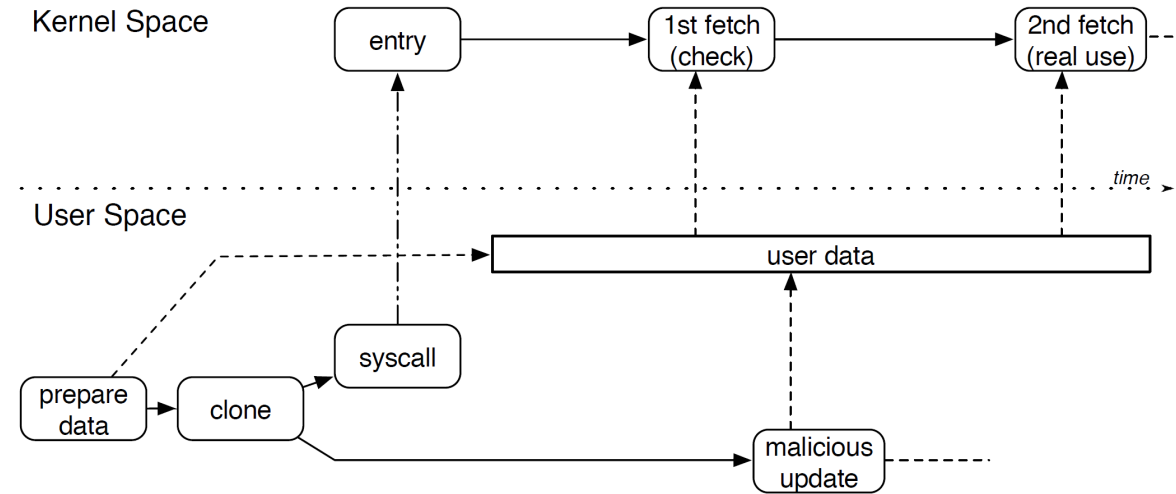 Kernel Space
entry
1st fetch
(check)
2nd fetch
(real use)
time
User Space
user data
syscall
prepare
data
clone
malicious
update